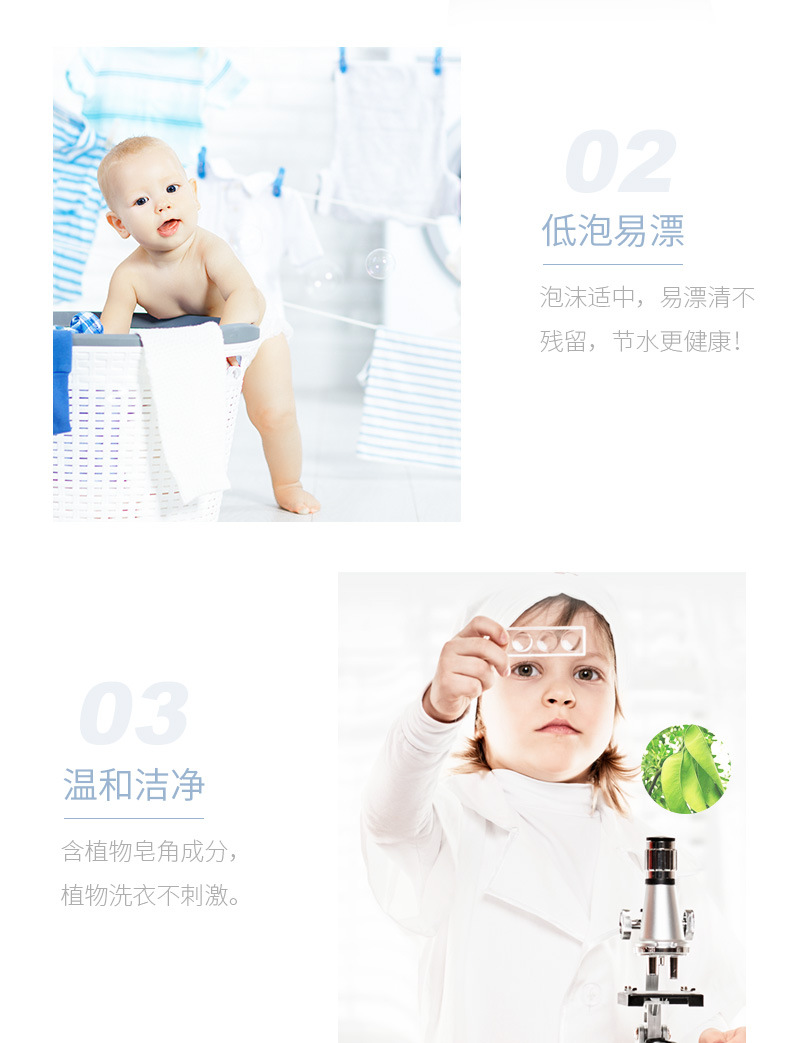 02
低泡易漂
泡沫适中，易漂清不
残留，节水更健康！
03
温和洁净
含植物皂角成分，
植物洗衣不刺激。